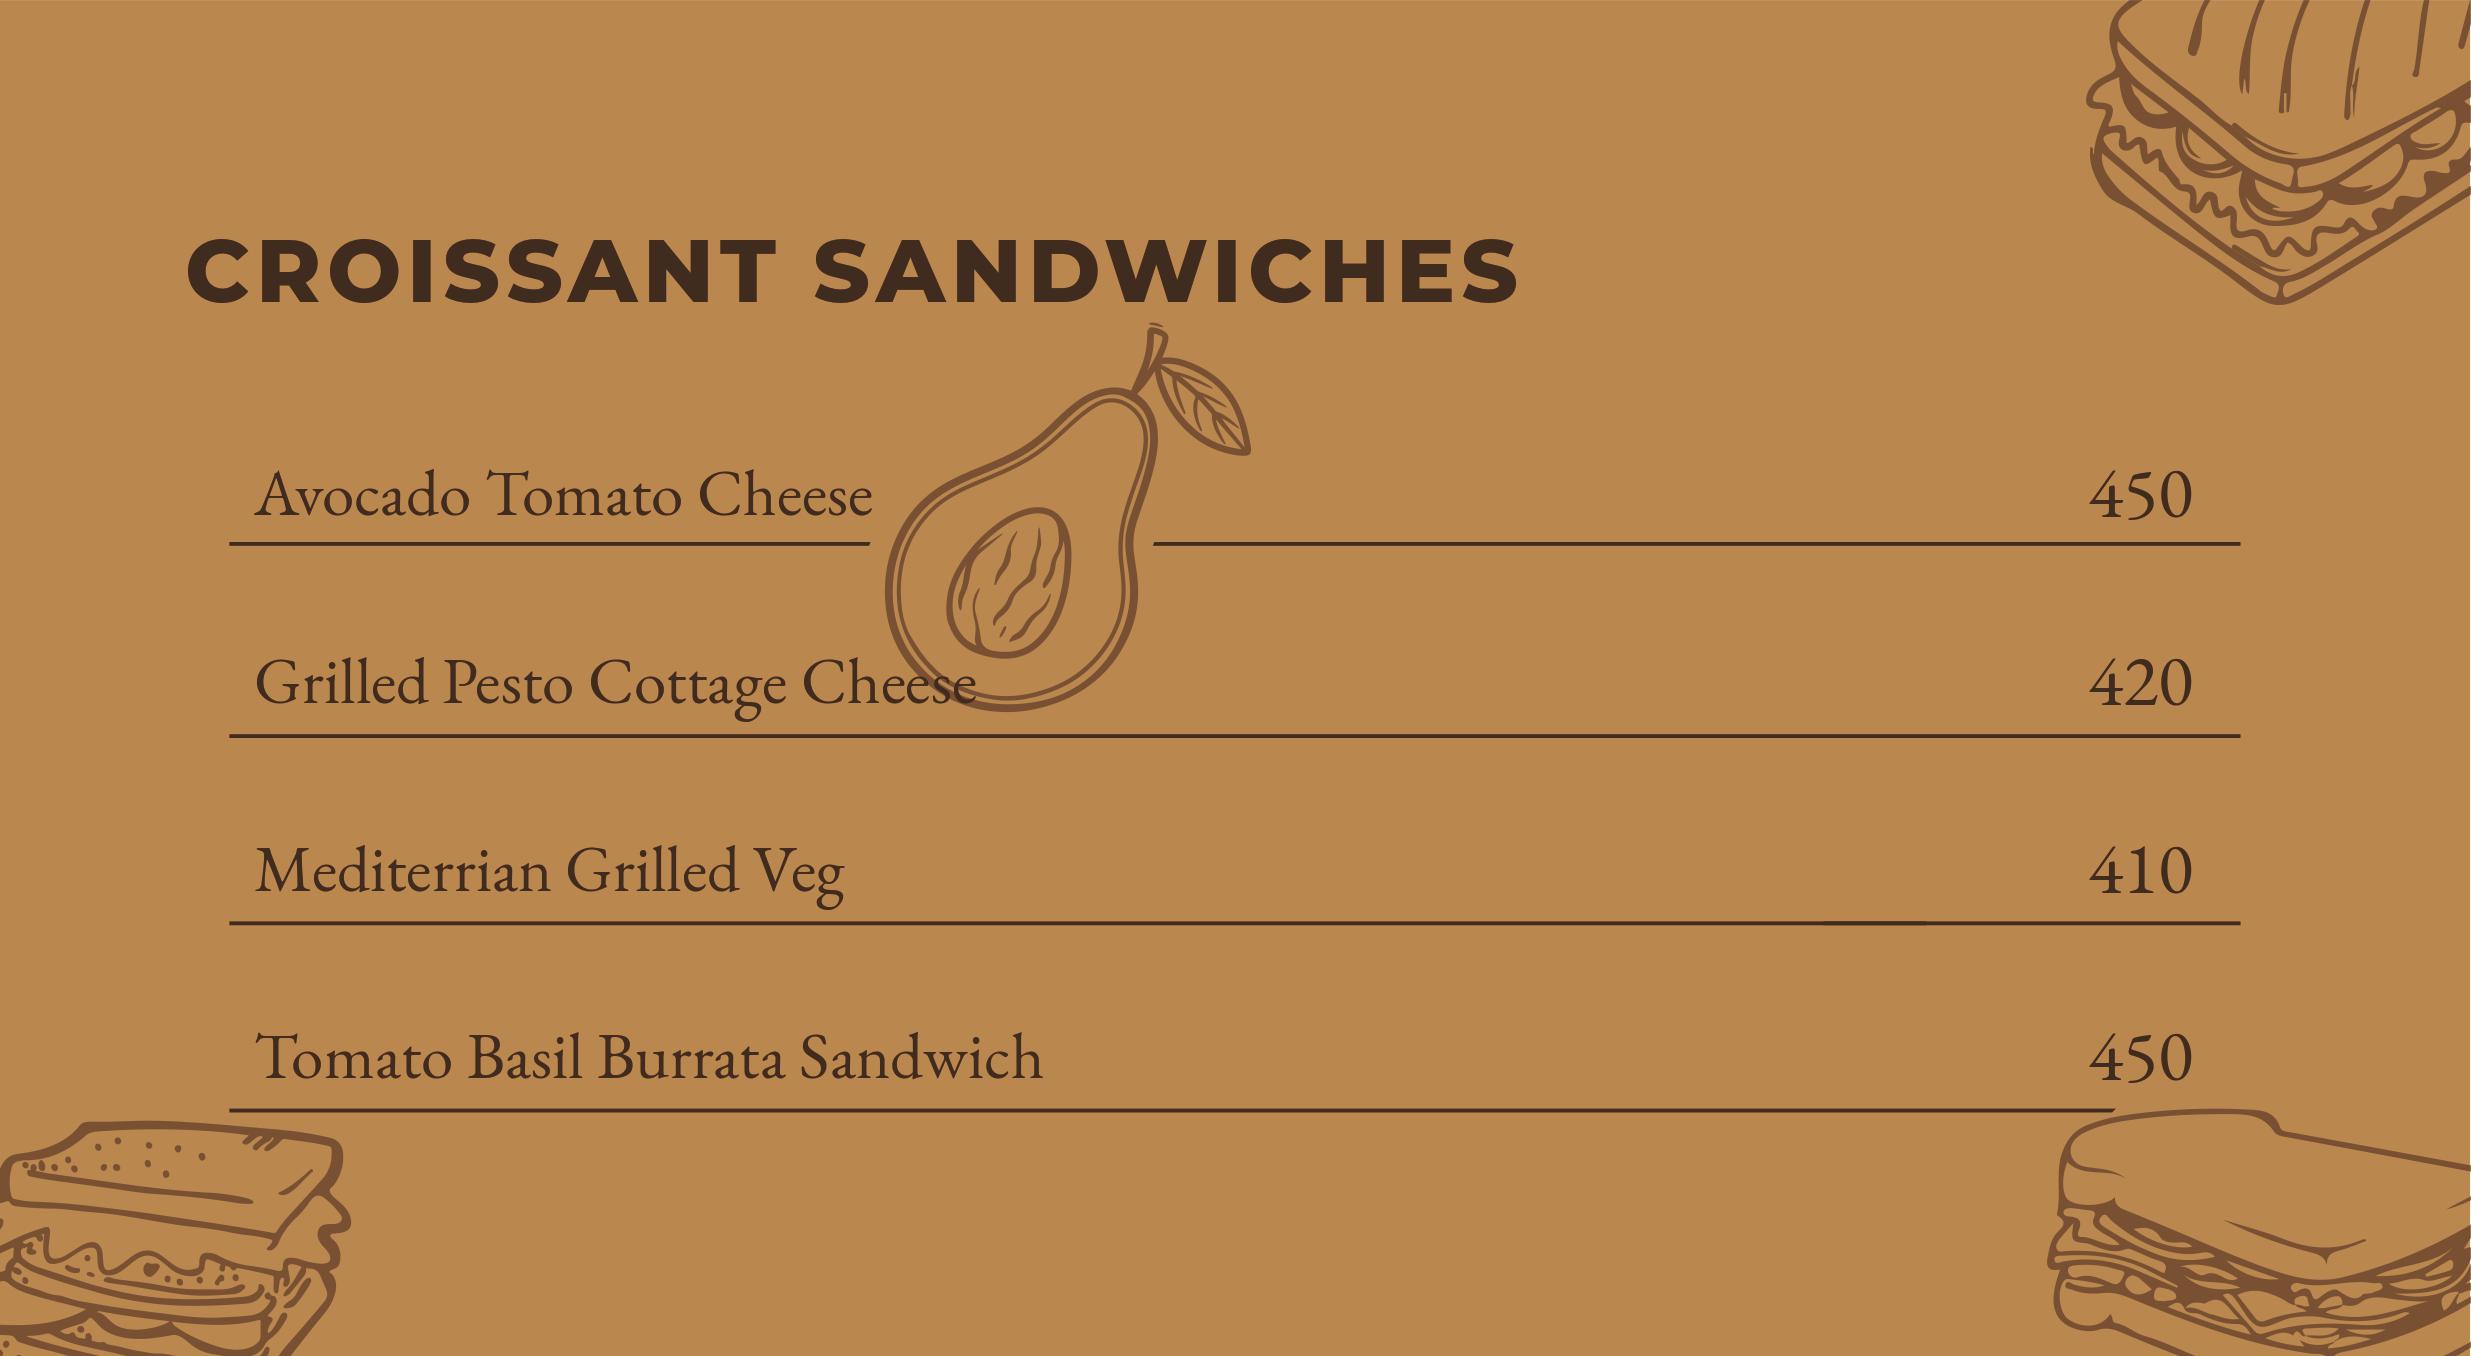 CROISSANT SANDWICHES
Avocado Tomato Cheese 450
Grilled Pesto Cottage Cheese 420
Mediterrian Grilled Veg 410
Tomato Basil Burrata Sandwich 450